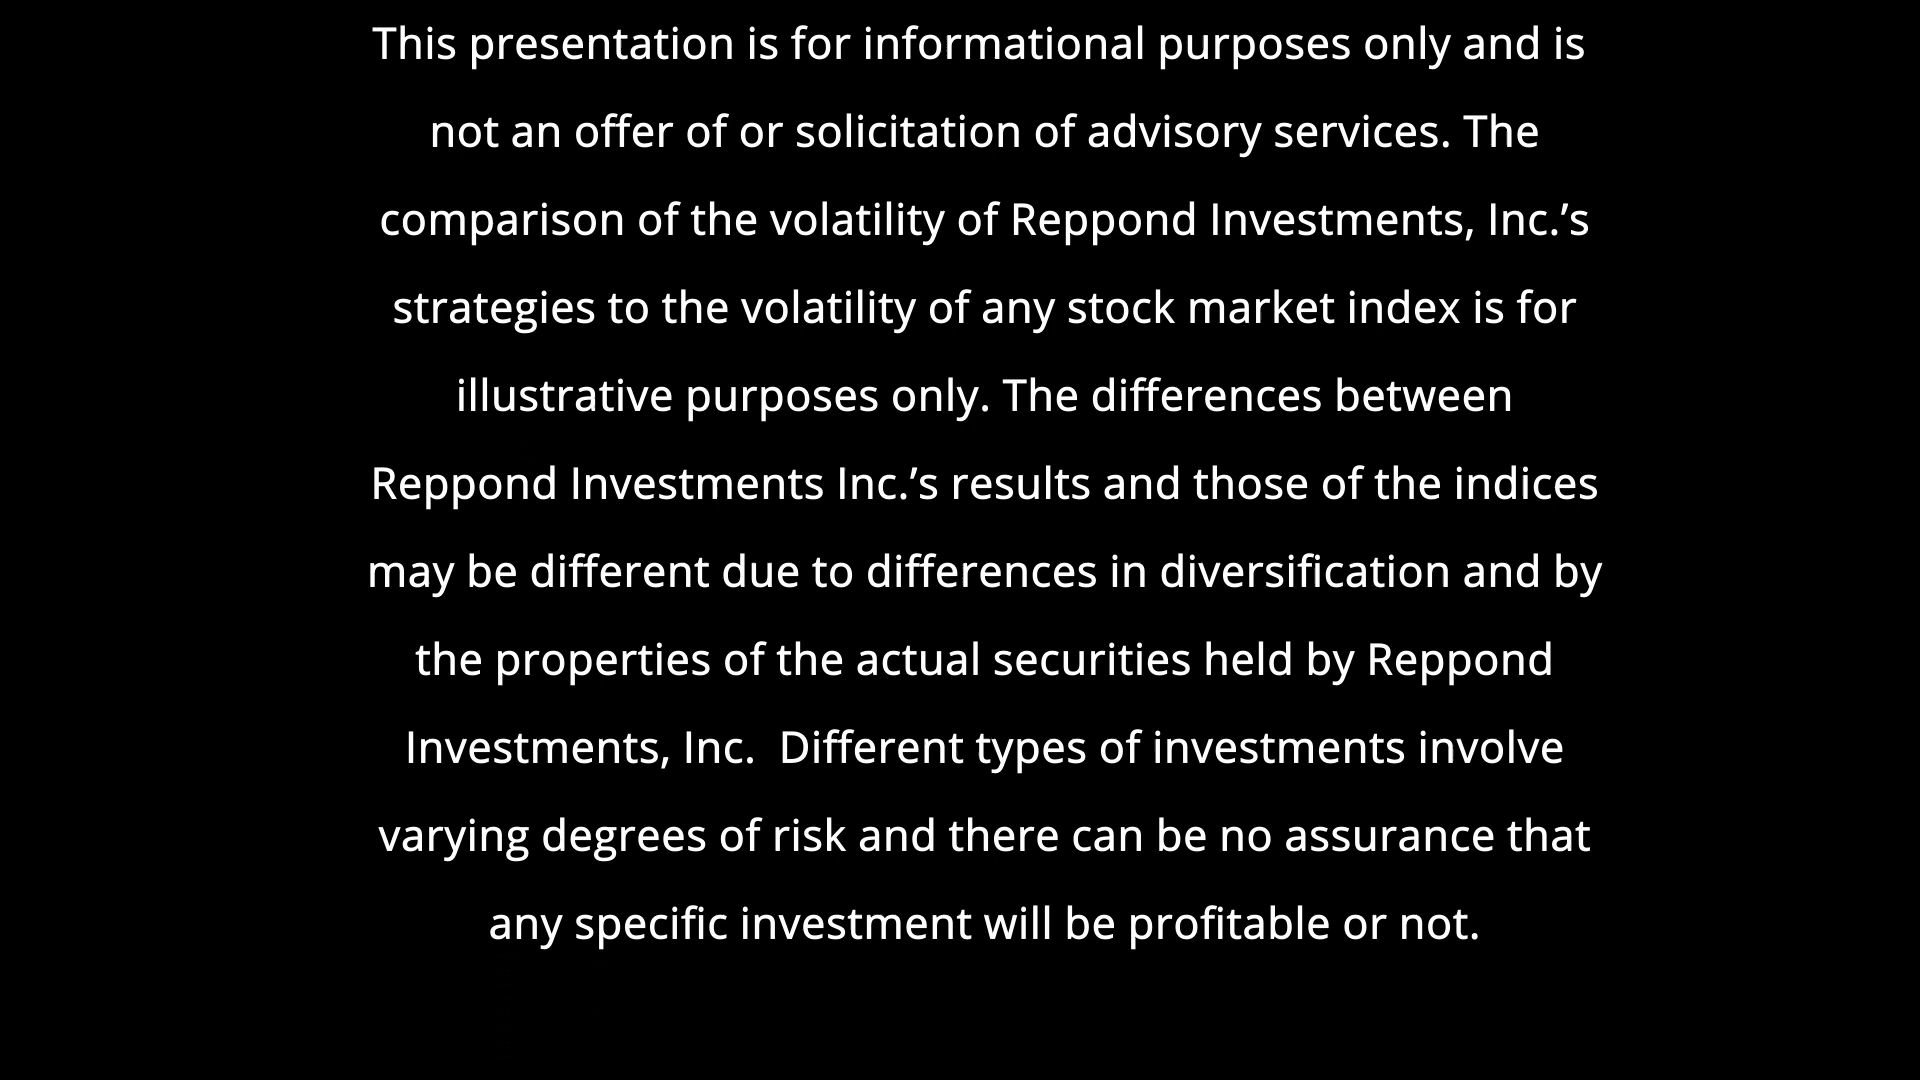 This presentation is for informational purposes only and is
not an offer of or solicitation of advisory services. The
comparison of the volatility of Reppond Investments, Inc.’s
strategies to the volatility of any stock market index is for
illustrative purposes only. The differences between
Reppond Investments Inc.’s results and those of the indices
may be different due to differences in diversification and by
the properties of the actual securities held by Reppond
Investments, Inc.  Different types of investments involve
varying degrees of risk and there can be no assurance that
any specific investment will be profitable or not.